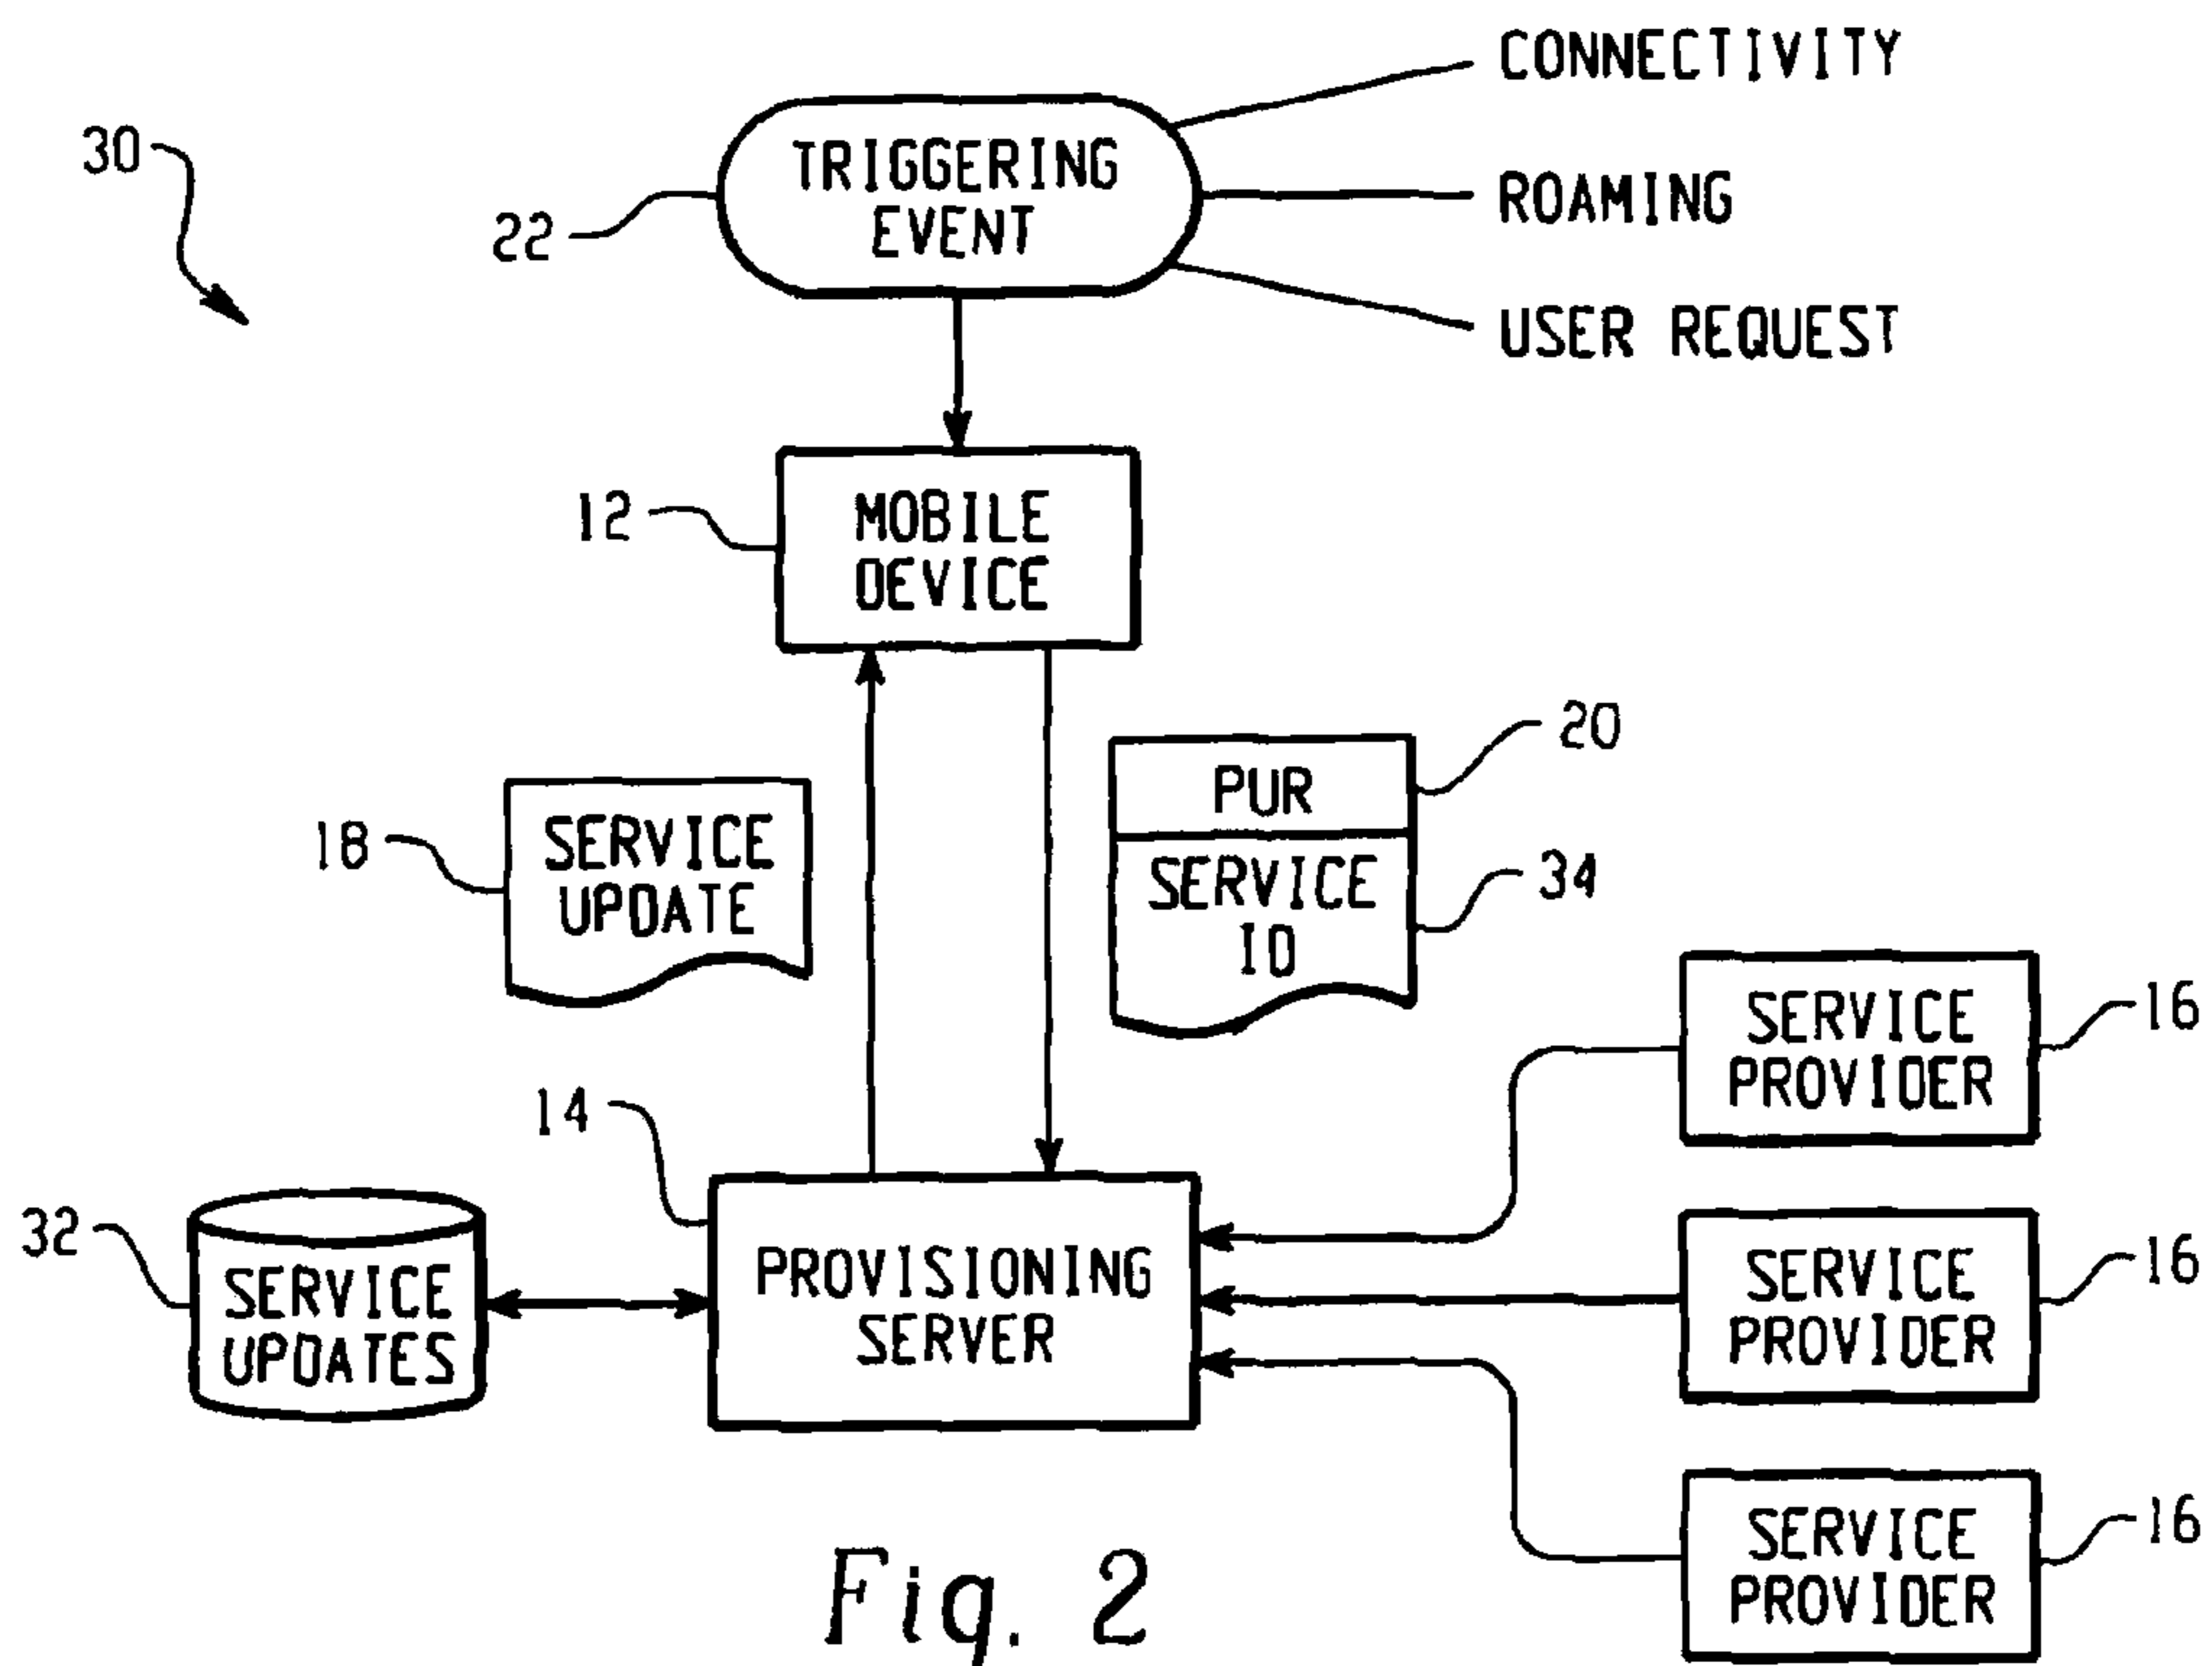 CONNECTIVITY
30
TRIGGERING
EVENT
22
ROAMING
USER REQUEST
12
MOBILE
DEVICE
20
PUR
18
SERVICE
UPDATE
SERVICE
ID
34
SERVICE
PROVIDER
16
14
32
SERVICE
UPDATES
PROVISIONING
SERVER
SERVICE
PROVIDER
16
SERVICE
PROVIDER
16
Fig. 2